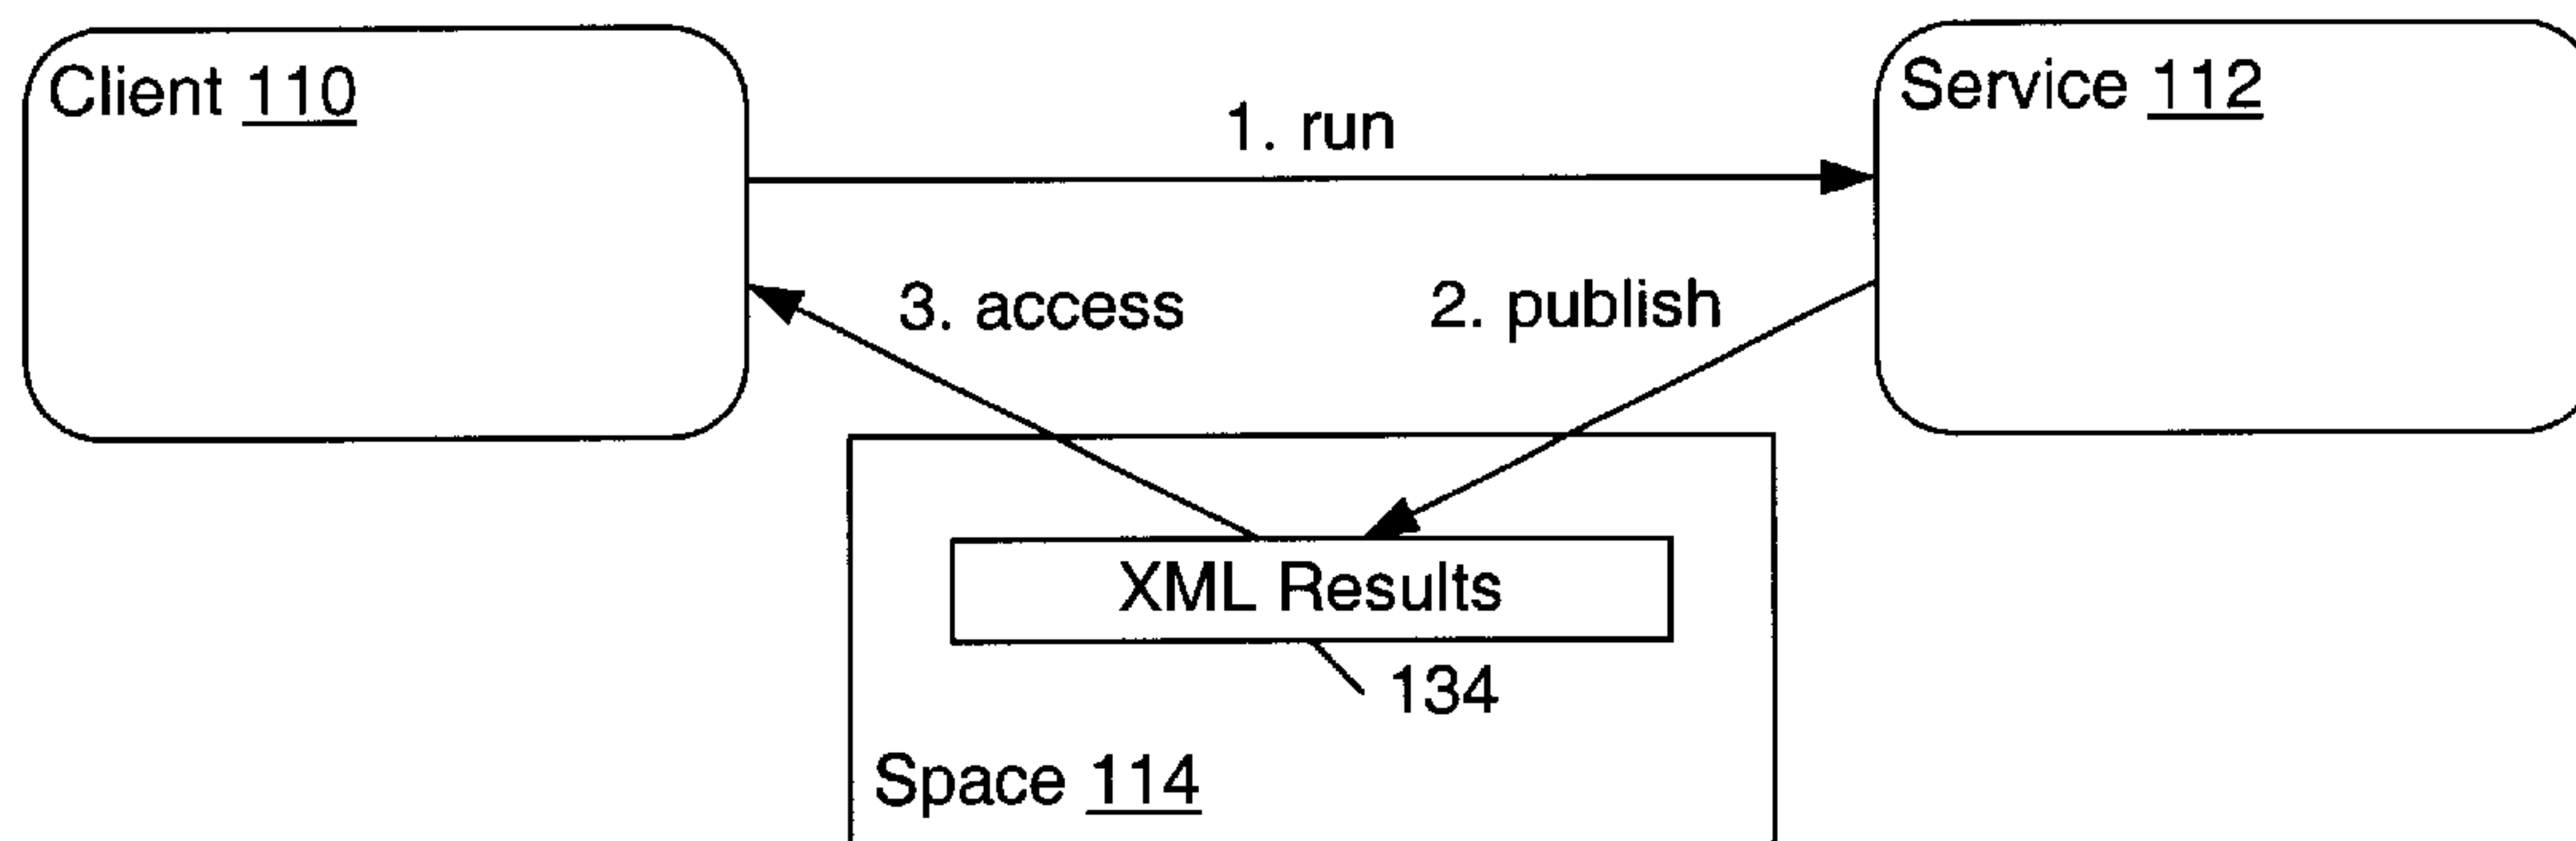 Client 110
Service 112
1. run
3. access
2. publish
XML Results
134
Space 114